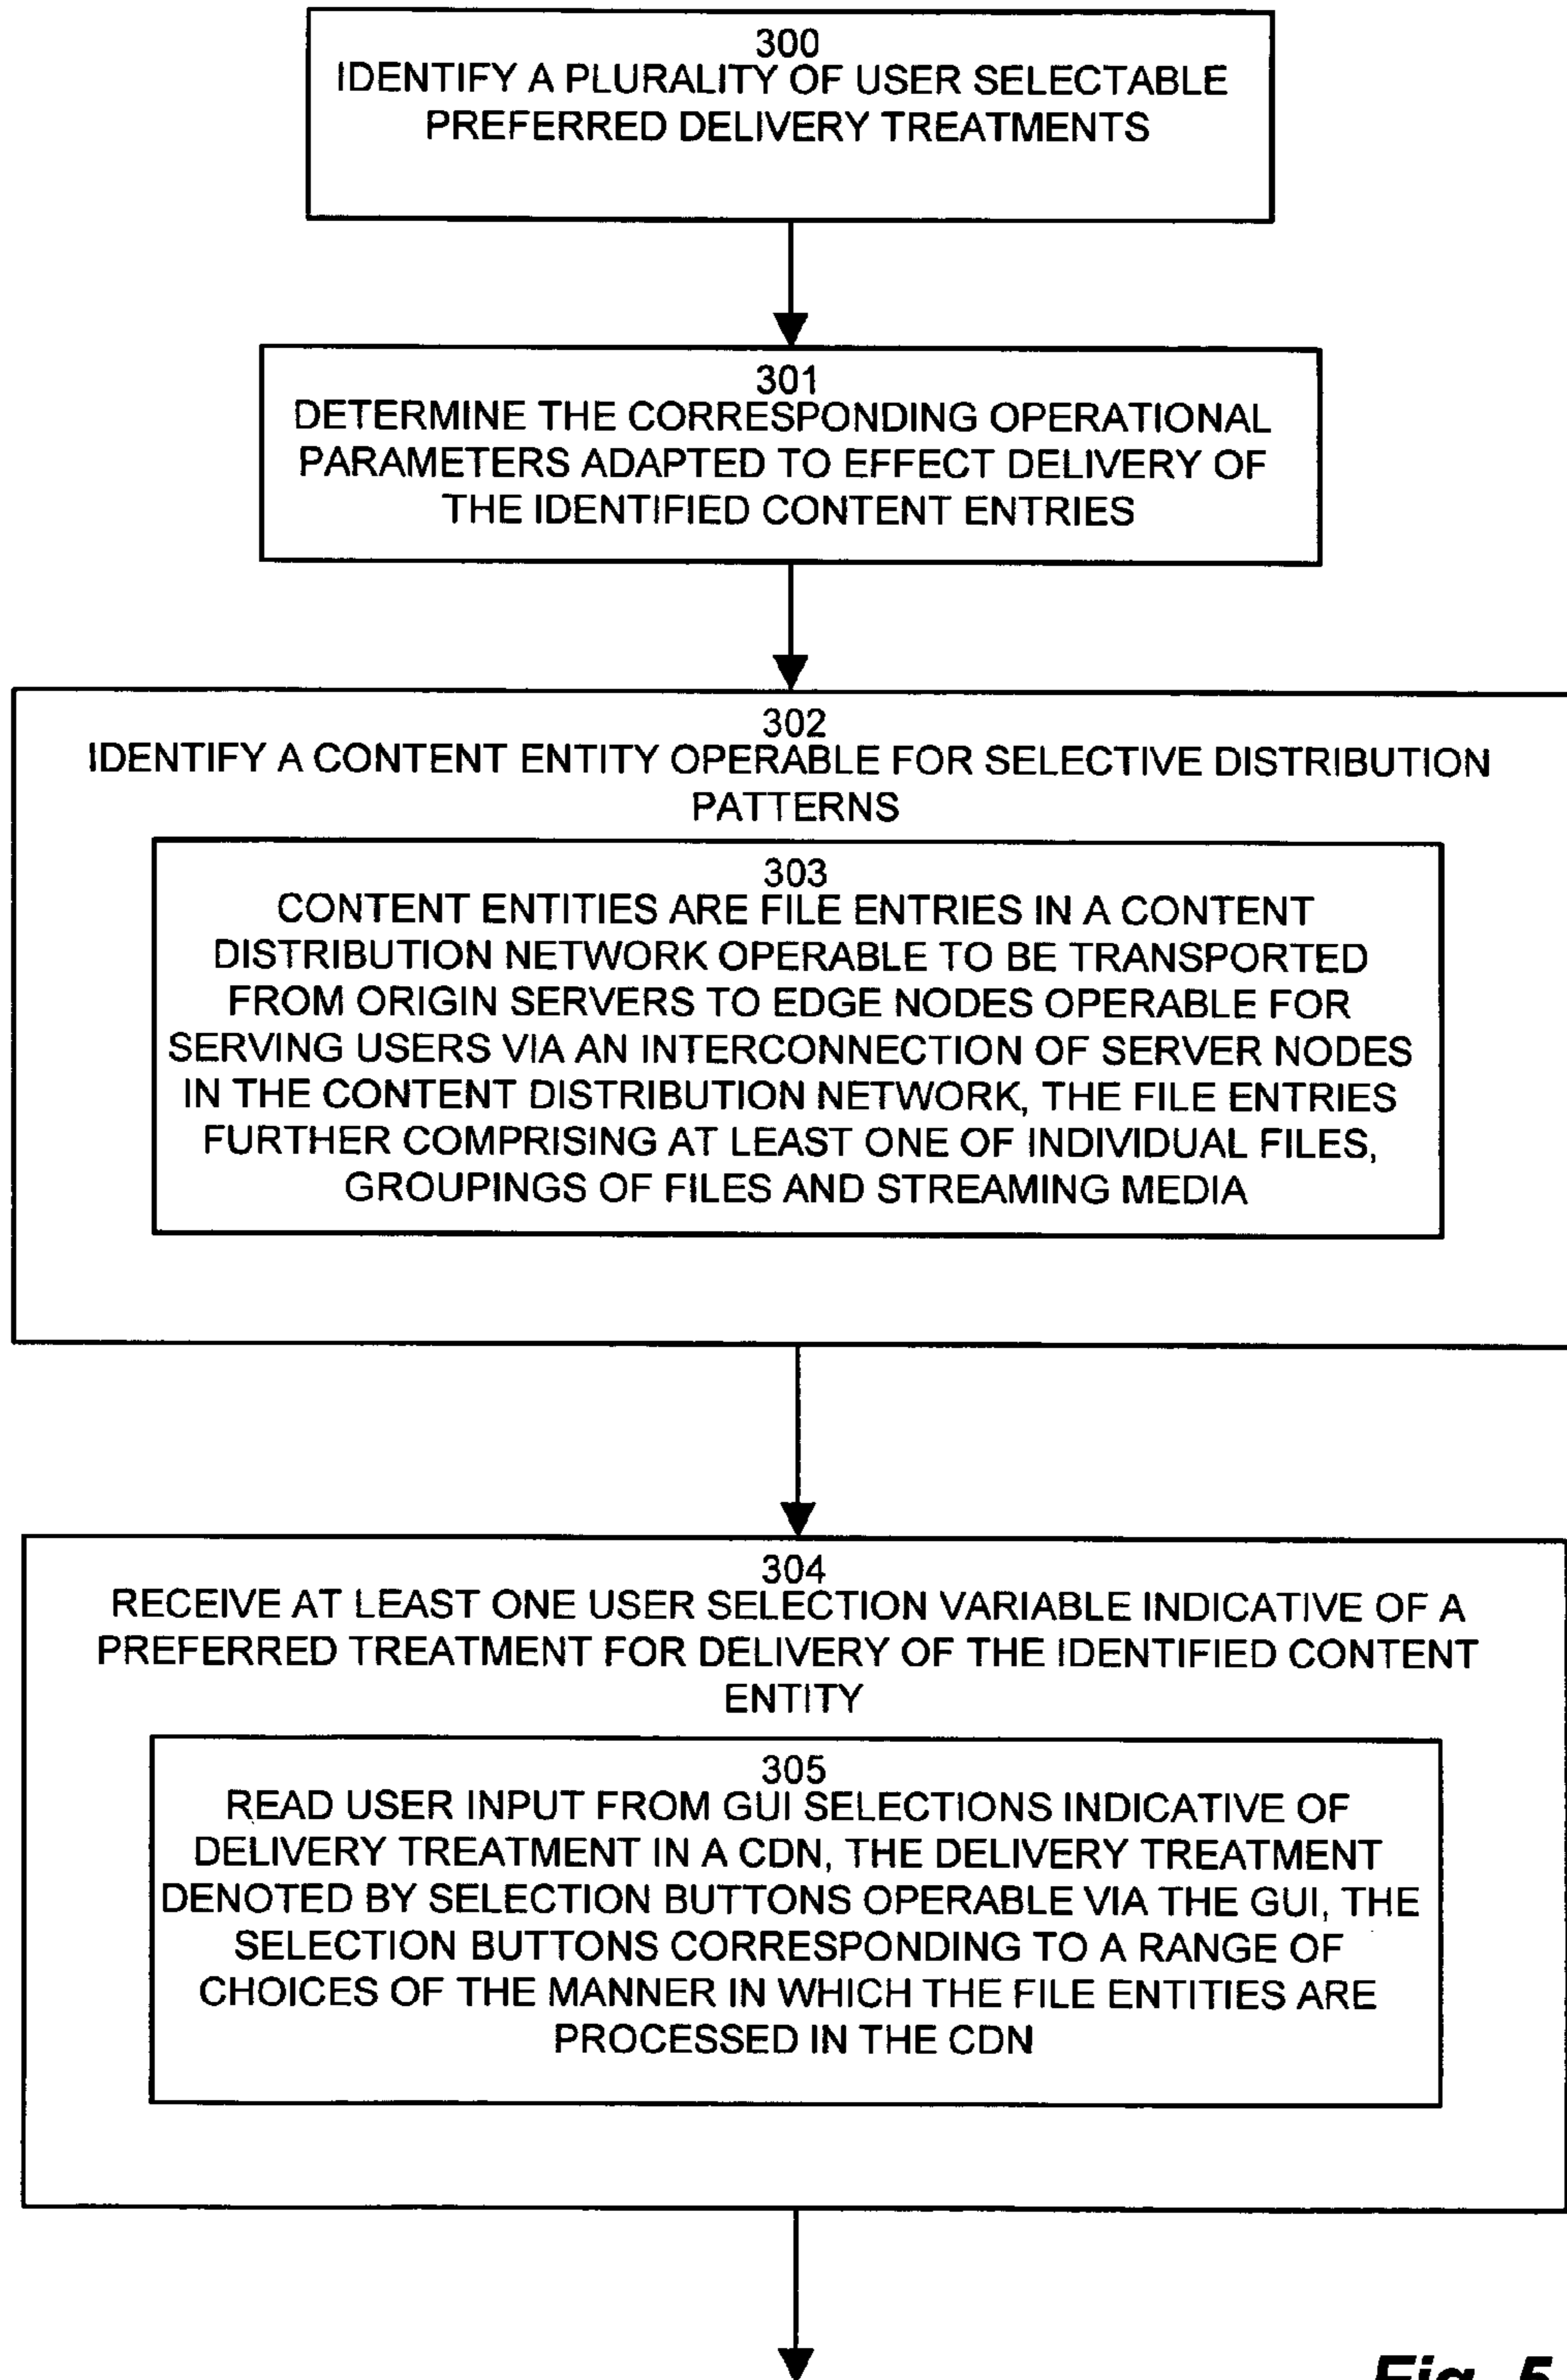 300
IDENTIFY A PLURALITY OF USER SELECTABLE
PREFERRED DELIVERY TREATMENTS
301
DETERMINE THE CORRESPONDING OPERATIONAL
PARAMETERS ADAPTED TO EFFECT DELIVERY OF
THE IDENTIFIED CONTENT ENTRIES
302
IDENTIFY A CONTENT ENTITY OPERABLE FOR SELECTIVE DISTRIBUTION
PATTERNS
303
CONTENT ENTITIES ARE FILE ENTRIES IN A CONTENT
DISTRIBUTION NETWORK OPERABLE TO BE TRANSPORTED
FROM ORIGIN SERVERS TO EDGE NODES OPERABLE FOR
SERVING USERS VIA AN INTERCONNECTION OF SERVER NODES
IN THE CONTENT DISTRIBUTION NETWORK, THE FILE ENTRIES
FURTHER COMPRISING AT LEAST ONE OF INDIVIDUAL FILES,
GROUPINGS OF FILES AND STREAMING MEDIA
304
RECEIVE AT LEAST ONE USER SELECTION VARIABLE INDICATIVE OF A
PREFERRED TREATMENT FOR DELIVERY OF THE IDENTIFIED CONTENT
ENTITY
305
READ USER INPUT FROM GUI SELECTIONS INDICATIVE OF
DELIVERY TREATMENT IN A CDN, THE DELIVERY TREATMENT
DENOTED BY SELECTION BUTTONS OPERABLE VIA THE GUI, THE
SELECTION BUTTONS CORRESPONDING TO A RANGE OF
CHOICES OF THE MANNER IN WHICH THE FILE ENTITIES ARE
PROCESSED IN THE CDN
Fig. 5